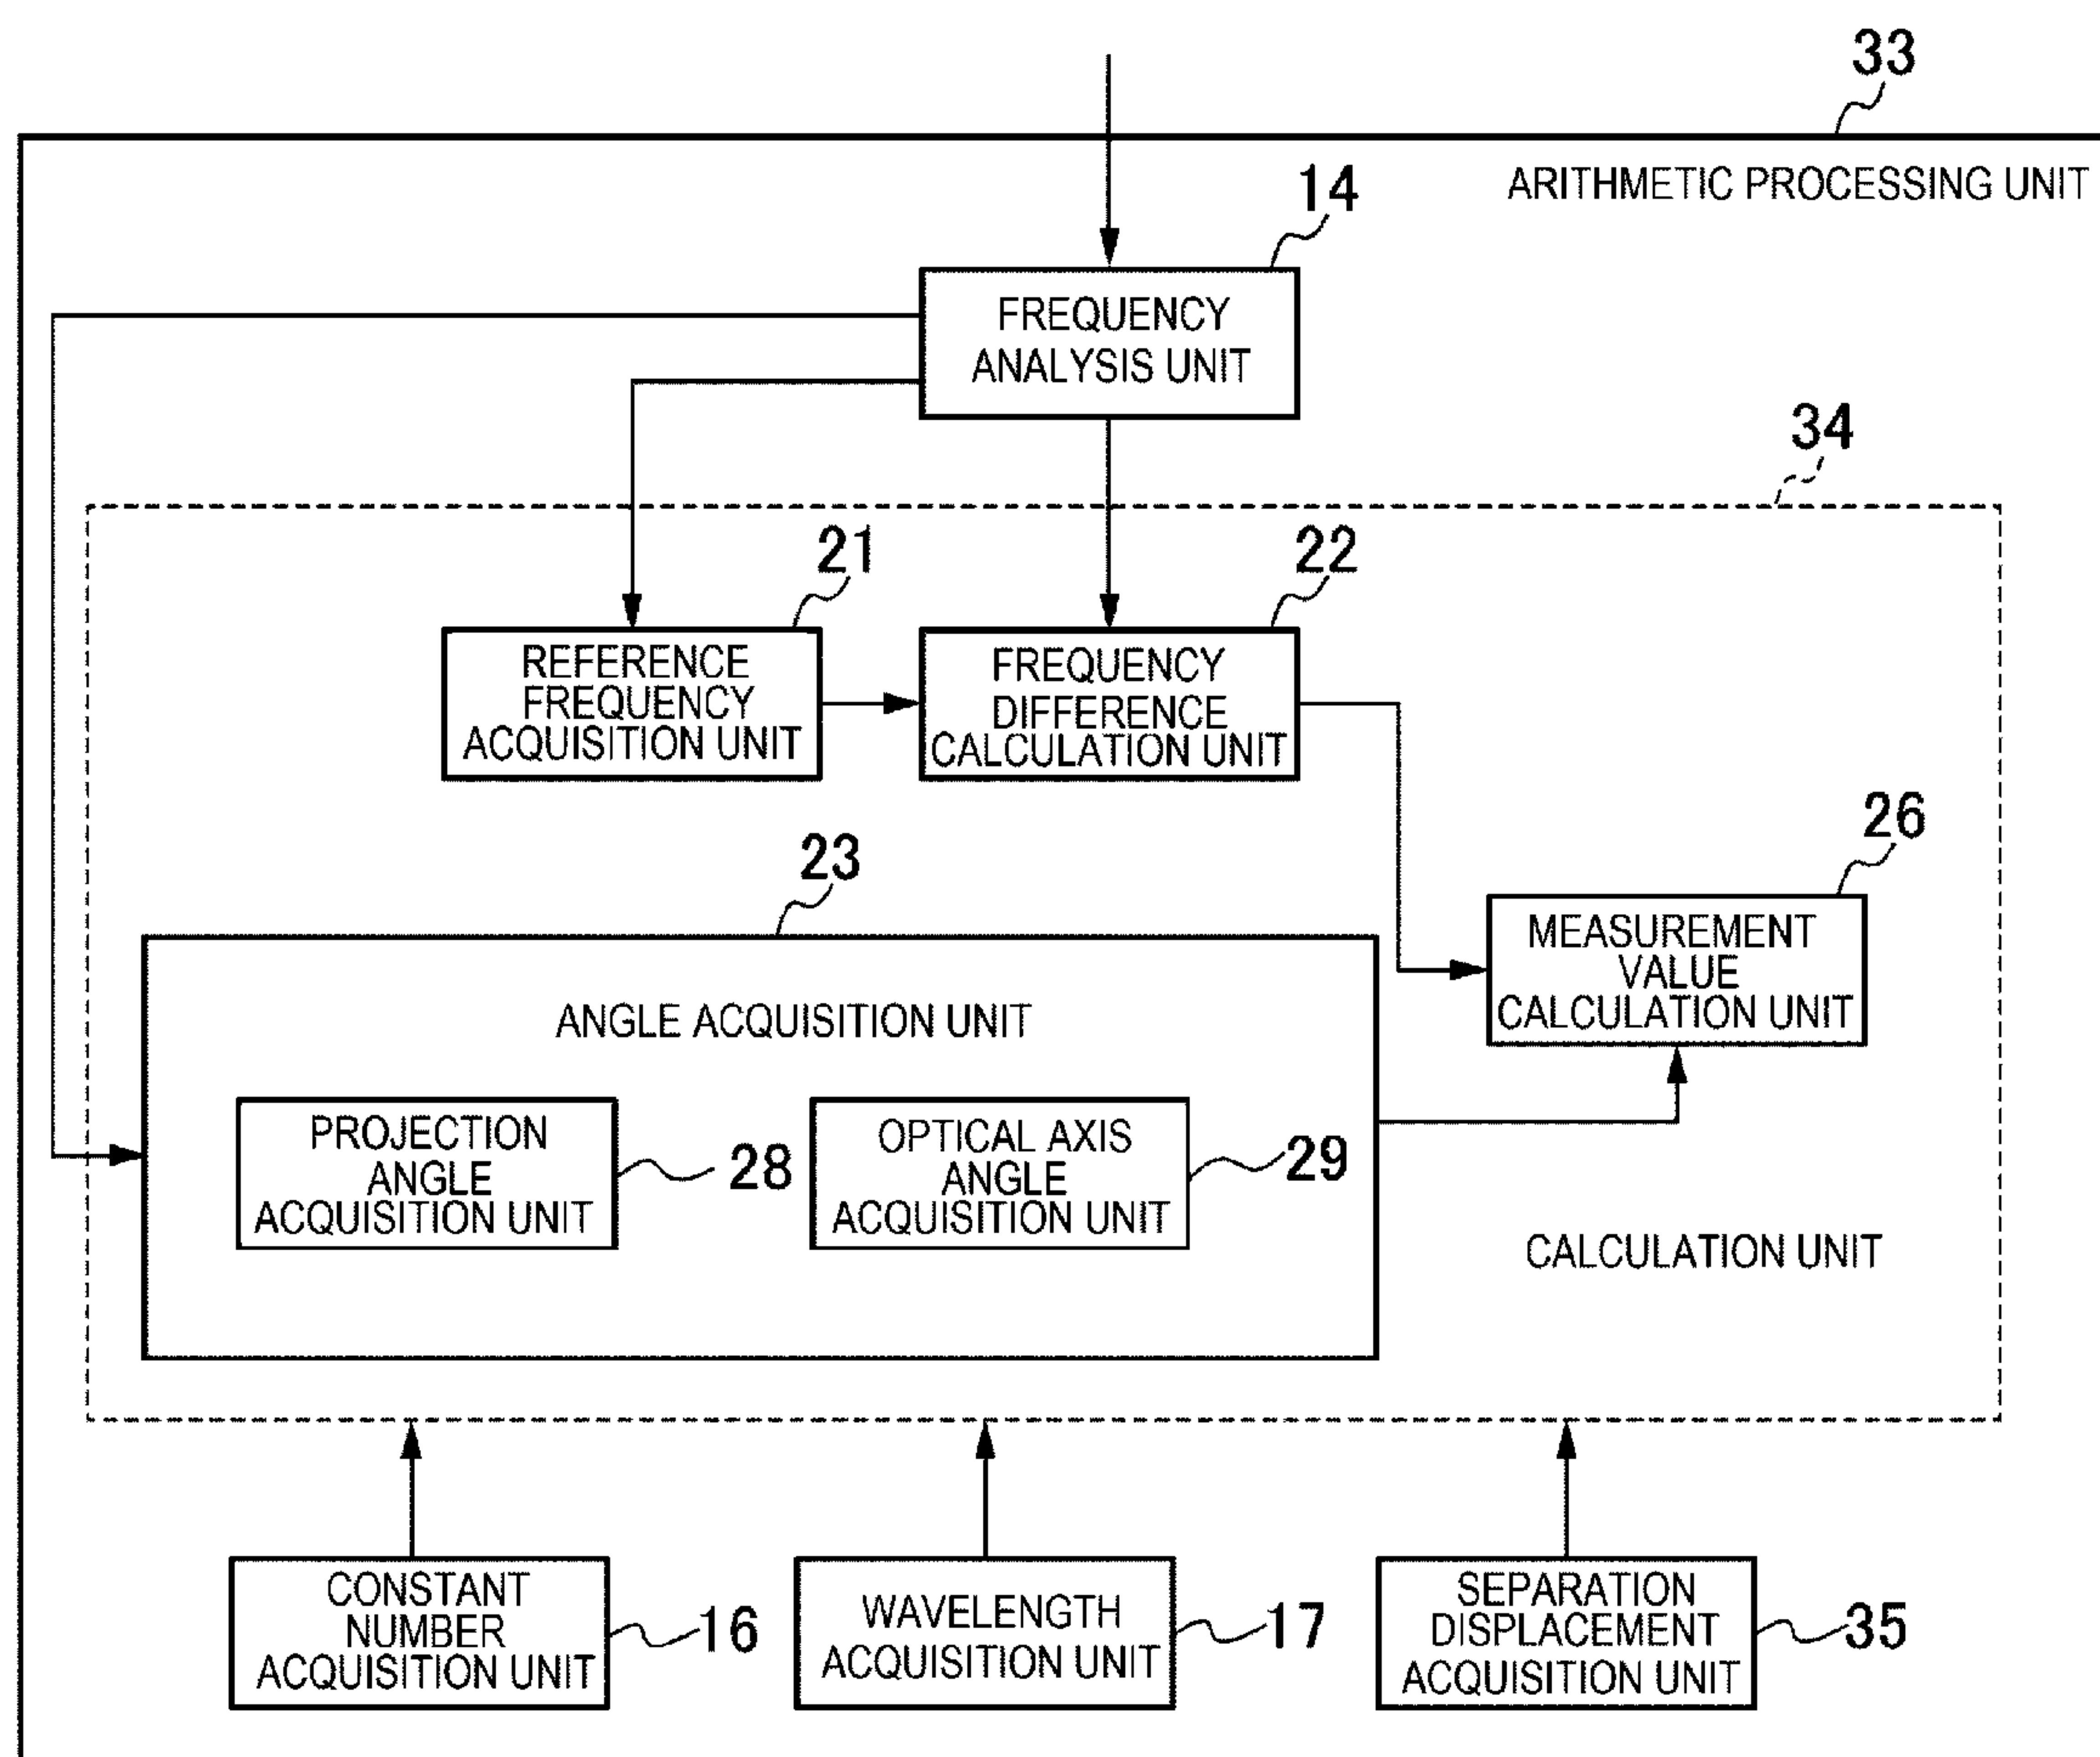 33
ARITHMETIC PROCESSING UNIT
14
FREQUENCY
ANALYSIS UNIT
34
21
22
REFERENCE
FREQUENCY
ACQUISITION UNIT
FREQUENCY
DIFFERENCE
CALCULATION UNIT
26
23
MEASUREMENT
VALUE
CALCULATION UNIT
ANGLE ACQUISITION UNIT
PROJECTION
ANGLE
ACQUISITION UNIT
28
OPTICAL AXIS
ANGLE
ACQUISITION UNIT
29
CALCULATION UNIT
CONSTANT
NUMBER
ACQUISITION UNIT
16
WAVELENGTH
ACQUISITION UNIT
17
SEPARATION
DISPLACEMENT
ACQUISITION UNIT
35